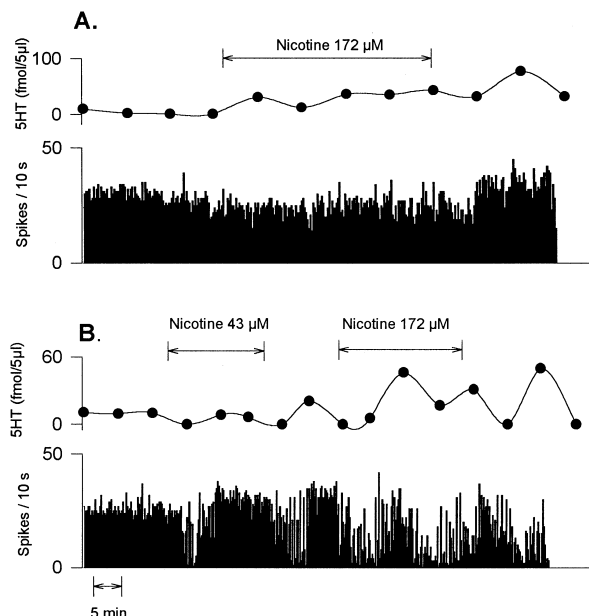 A.
Nicotine 172 µM
100
0
5HT (fmol/5µl)
50
0
Spikes / 10 s
B.
Nicotine 43 µM
Nicotine 172 µM
60
0
5HT (fmol/5µl)
50
0
Spikes / 10 s
5 min